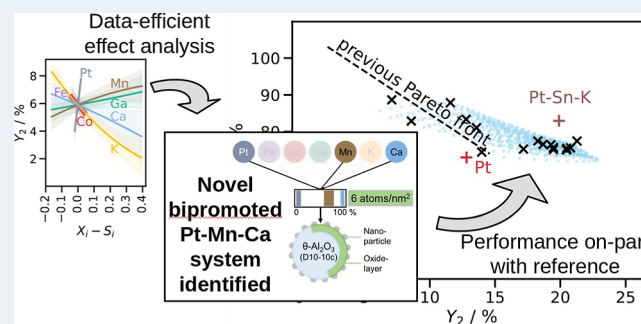 Data-efficient
effect analysis
Pt
Fe
Mn
Ga
Ca
Co
K
8
6
4
2
Y₂ / %
−0.2
−0.1
0.0
0.1
0.2
0.3
0.4
Xᵢ − Sᵢ
100
90
80
%
previous Pareto front
Pt-Sn-K
Pt
10
15
20
25
Y₂ / %
Performance on-par
with reference
Pt
Fe
Co
Ga
Mn
K
Ca
Novel
bipromoted
Pt-Mn-Ca
system
identified
6 atoms/nm²
0
100 %
θ-Al₂O₃
(D10-10c)
Nano-
particle
Oxide-
layer